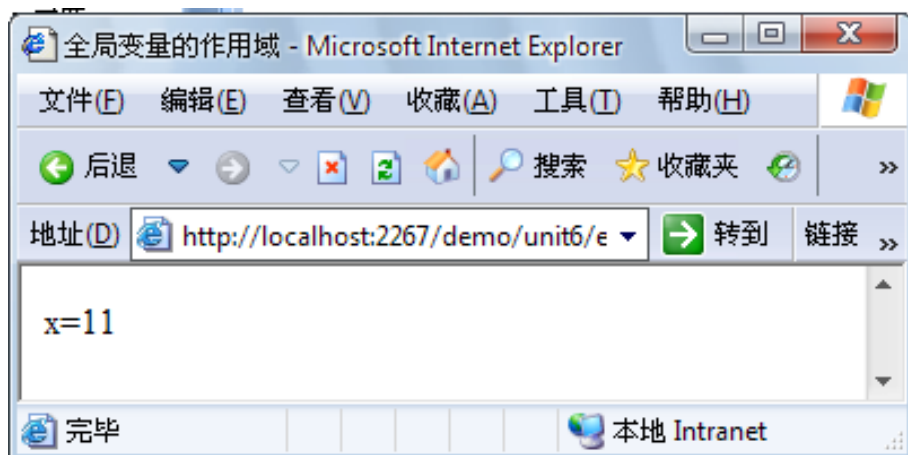 全局变量的作用域 - Microsoft Internet Explorer
文件(F) 编辑(E) 查看(V) 收藏(A) 工具(T) 帮助(H)
后退 搜索 收藏夹 »
地址(D) http://localhost:2267/demo/unit6/e 转到 链接 »
x=11
完毕 本地 Intranet